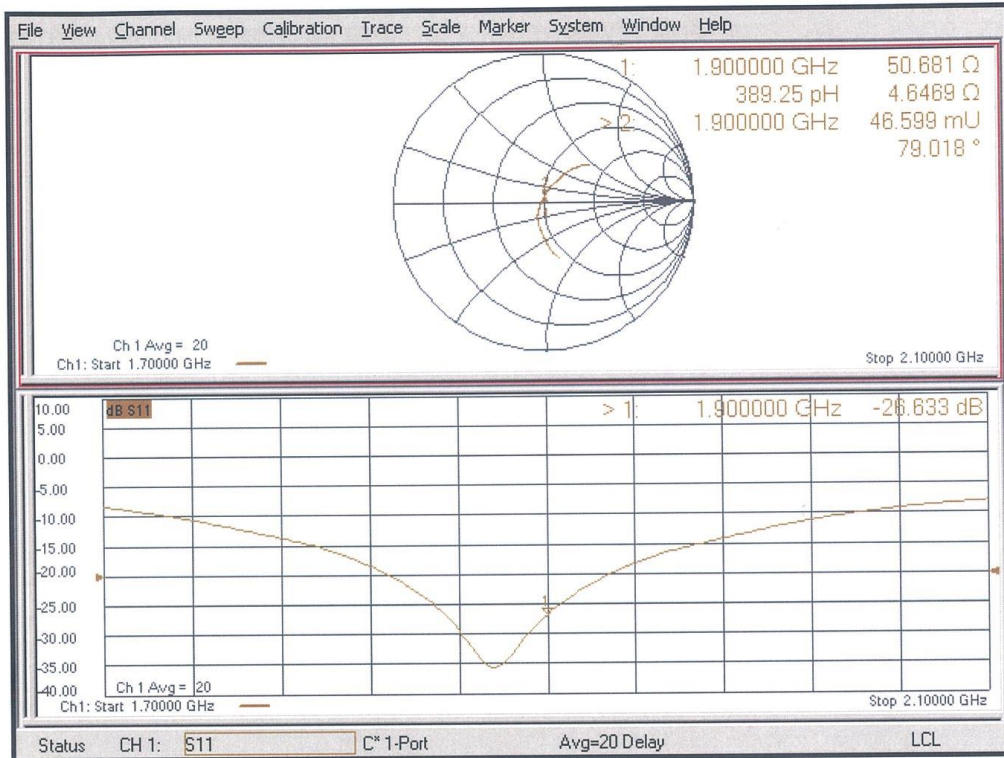 File View Channel Sweep Calibration Trace Scale Marker System Window Help
1: 1.900000 GHz 50.681 Ω
389.25 pH 4.6469 Ω
> 2: 1.900000 GHz 46.599 mU
79.018 °
Ch 1 Avg = 20
Ch1: Start 1.70000 GHz
Stop 2.10000 GHz
10.00
dB S11
> 1: 1.900000 GHz -26.633 dB
5.00
0.00
-5.00
-10.00
-15.00
-20.00
-25.00
1
-30.00
-35.00
-40.00
Ch 1 Avg = 20
Ch1: Start 1.70000 GHz
Stop 2.10000 GHz
Status CH 1: S11 C* 1-Port Avg=20 Delay LCL